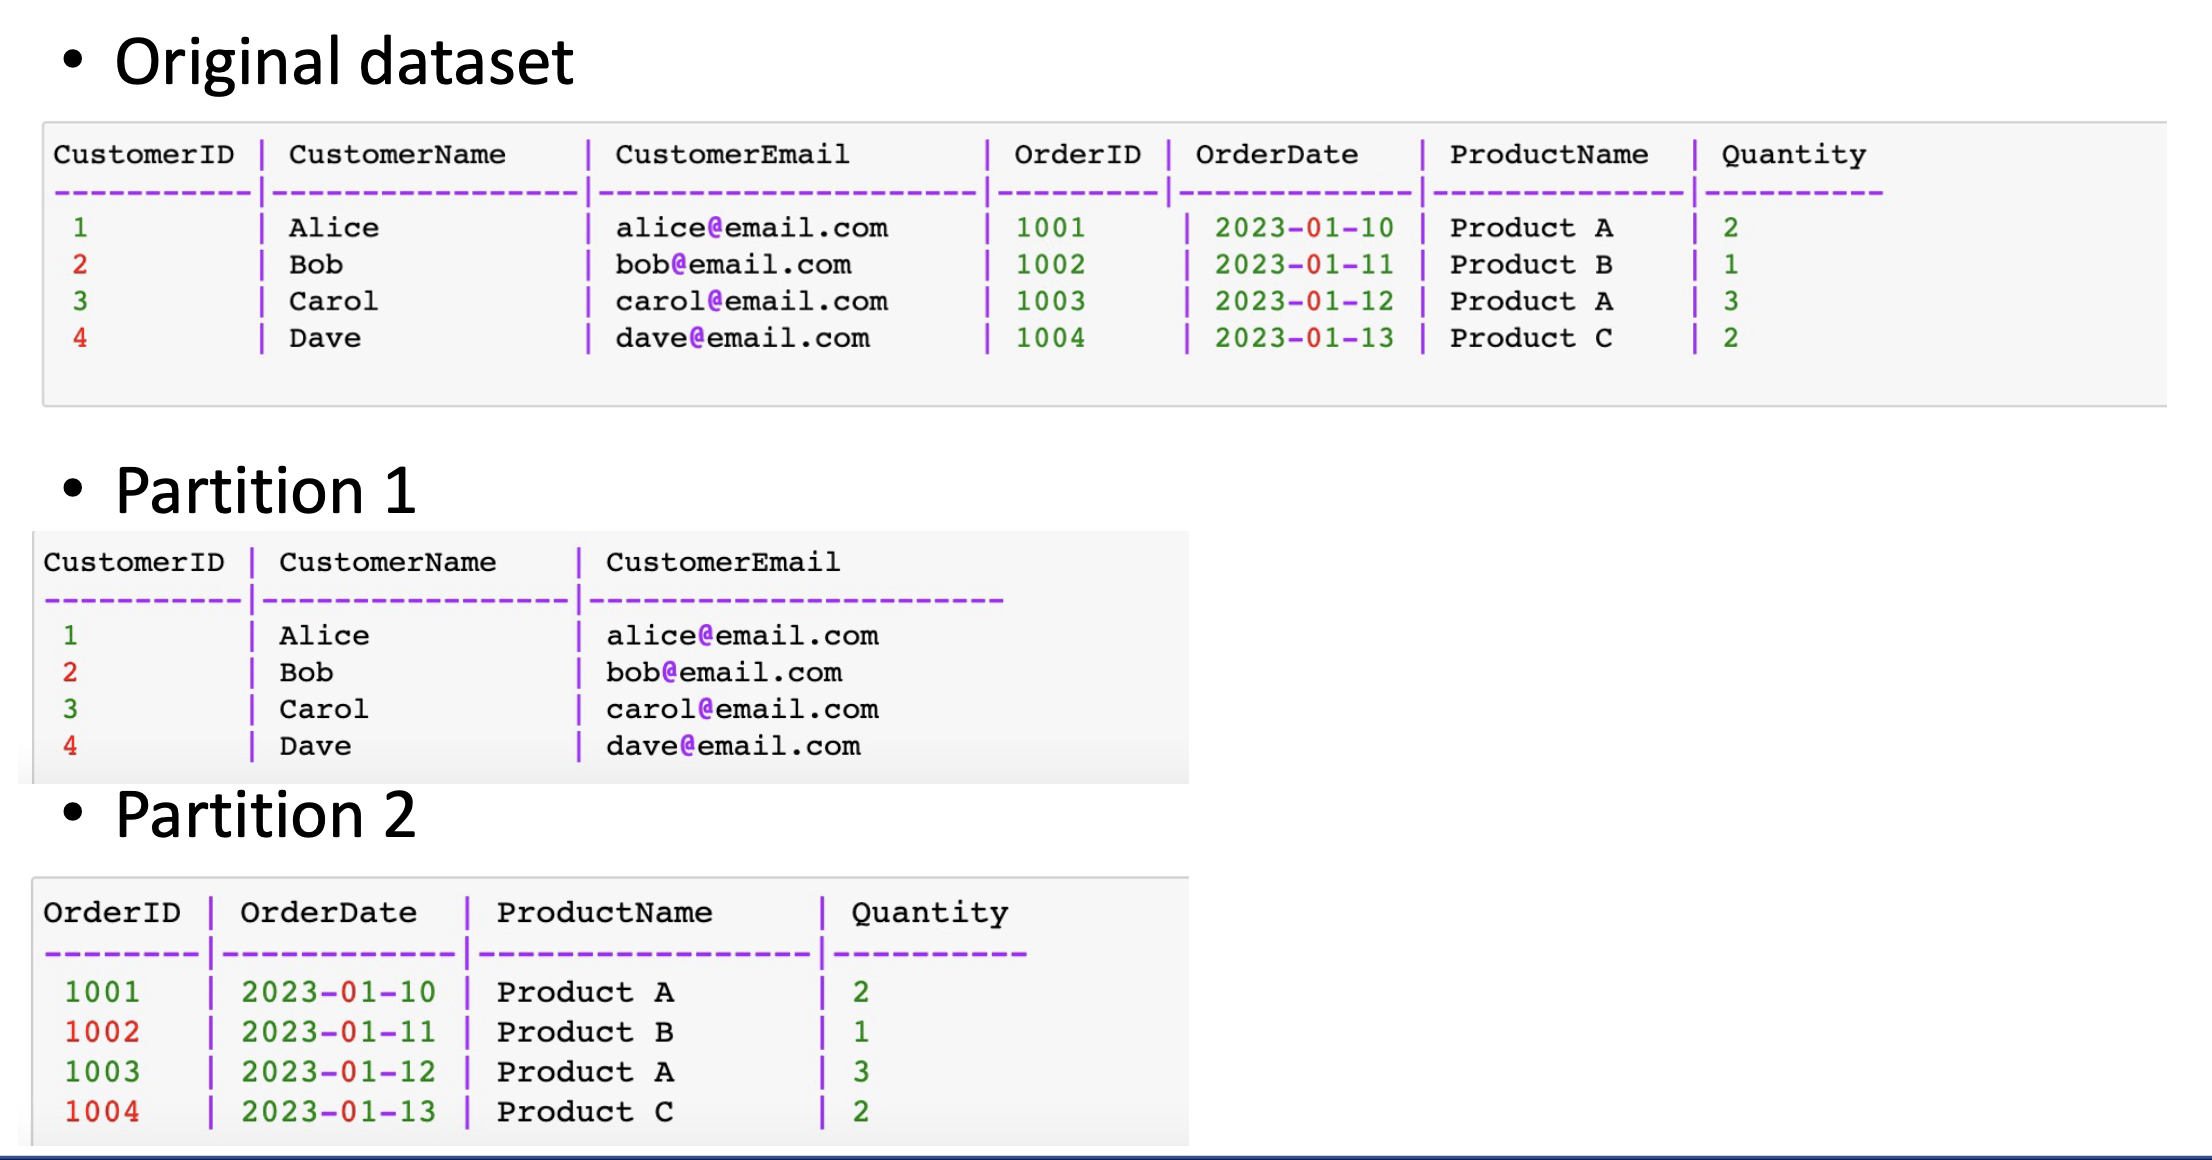 • Original dataset
CustomerID | CustomerName | CustomerEmail | OrderID | OrderDate | ProductName | Quantity
-----------|-----------------|---------------------|---------|-------------|--------------|----------
1 | Alice | alice@email.com | 1001 | 2023-01-10 | Product A | 2
2 | Bob | bob@email.com | 1002 | 2023-01-11 | Product B | 1
3 | Carol | carol@email.com | 1003 | 2023-01-12 | Product A | 3
4 | Dave | dave@email.com | 1004 | 2023-01-13 | Product C | 2
• Partition 1
CustomerID | CustomerName | CustomerEmail
-----------|-----------------|-----------------------
1 | Alice | alice@email.com
2 | Bob | bob@email.com
3 | Carol | carol@email.com
4 | Dave | dave@email.com
• Partition 2
OrderID | OrderDate | ProductName | Quantity
--------|------------|-----------------|----------
1001 | 2023-01-10 | Product A | 2
1002 | 2023-01-11 | Product B | 1
1003 | 2023-01-12 | Product A | 3
1004 | 2023-01-13 | Product C | 2